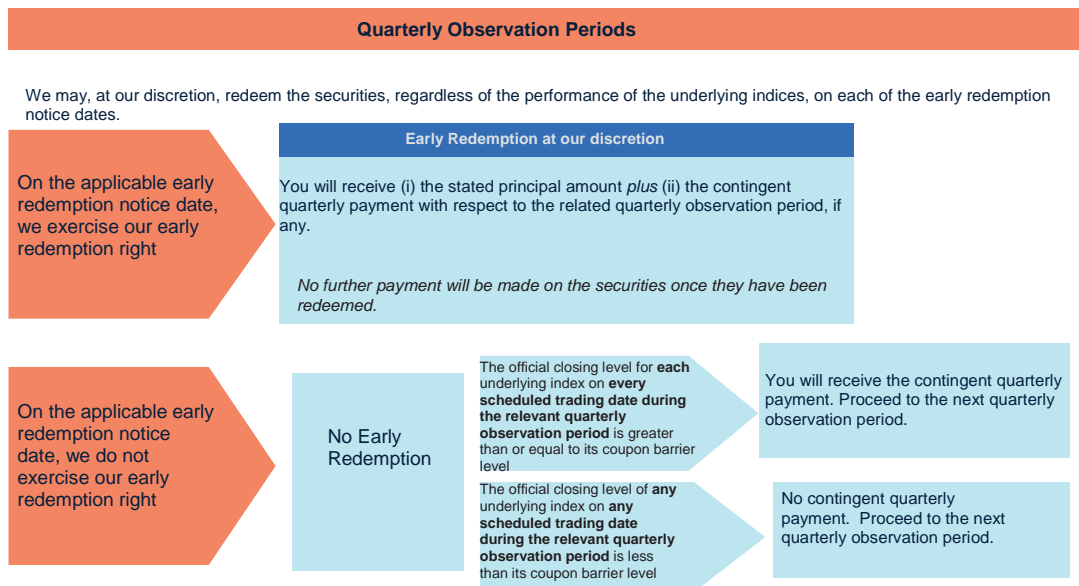 Quarterly Observation Periods
We may, at our discretion, redeem the securities, regardless of the performance of the underlying indices, on each of the early redemption
notice dates.
On the applicable early
redemption notice date,
we exercise our early
redemption right
Early Redemption at our discretion
You will receive (i) the stated principal amount plus (ii) the contingent
quarterly payment with respect to the related quarterly observation period, if
any.
No further payment will be made on the securities once they have been
redeemed.
On the applicable early
redemption notice
date, we do not
exercise our early
redemption right
No Early
Redemption
The official closing level for each
underlying index on every
scheduled trading date during
the relevant quarterly
observation period is greater
than or equal to its coupon barrier
level
You will receive the contingent quarterly
payment. Proceed to the next quarterly
observation period.
The official closing level of any
underlying index on any
scheduled trading date
during the relevant quarterly
observation period is less
than its coupon barrier level
No contingent quarterly
payment.  Proceed to the next
quarterly observation period.